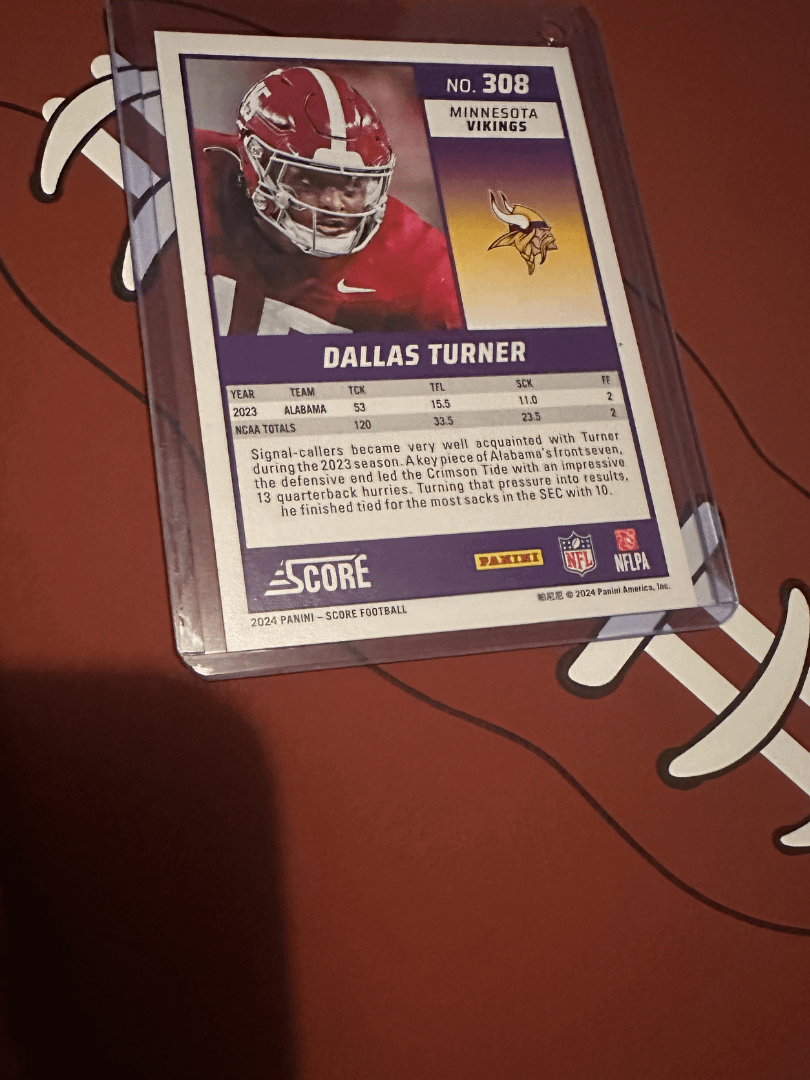 NO. 308
MINNESOTA
VIKINGS
DALLAS TURNER
YEAR TEAM TCK TFL SCK FF
2023 ALABAMA 53 15.5 11.0 2
NCAA TOTALS 120 33.5 23.5 2
Signal-callers became very well acquainted with Turner
during the 2023 season. A key piece of Alabama's front seven,
the defensive end led the Crimson Tide with an impressive
13 quarterback hurries. Turning that pressure into results,
he finished tied for the most sacks in the SEC with 10.
SCORE
PANINI
NFL
NFLPA
2024 PANINI – SCORE FOOTBALL
© 2024 Panini America, Inc.